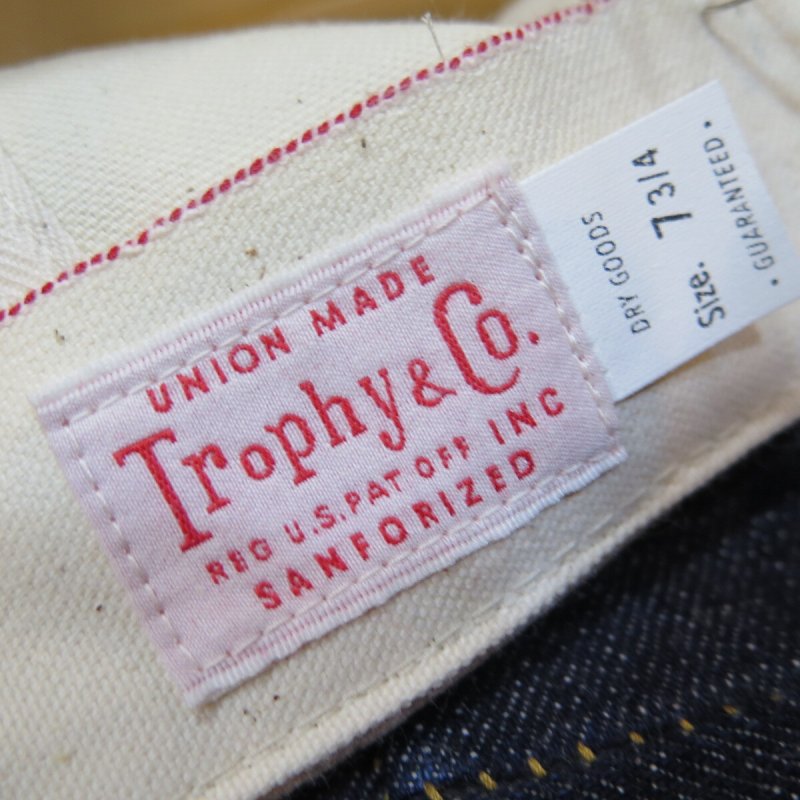 UNION MADE
Trophy & Co.
REG U.S. PAT OFF INC
SANFORIZED
DRY GOODS
Size. 7 3/4
• GUARANTEED •